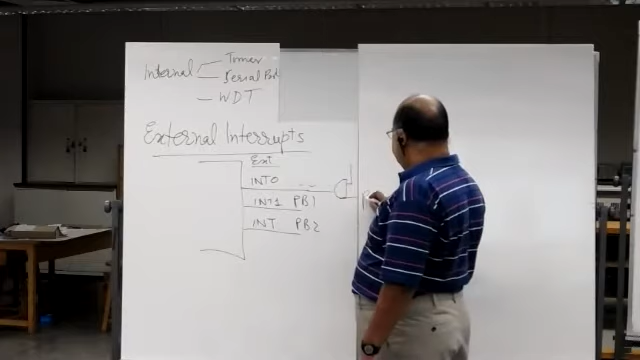 Internal Timer
Serial Port
— WDT
External Interrupts
Ext
INT0
INT1 PB1
INT PB2